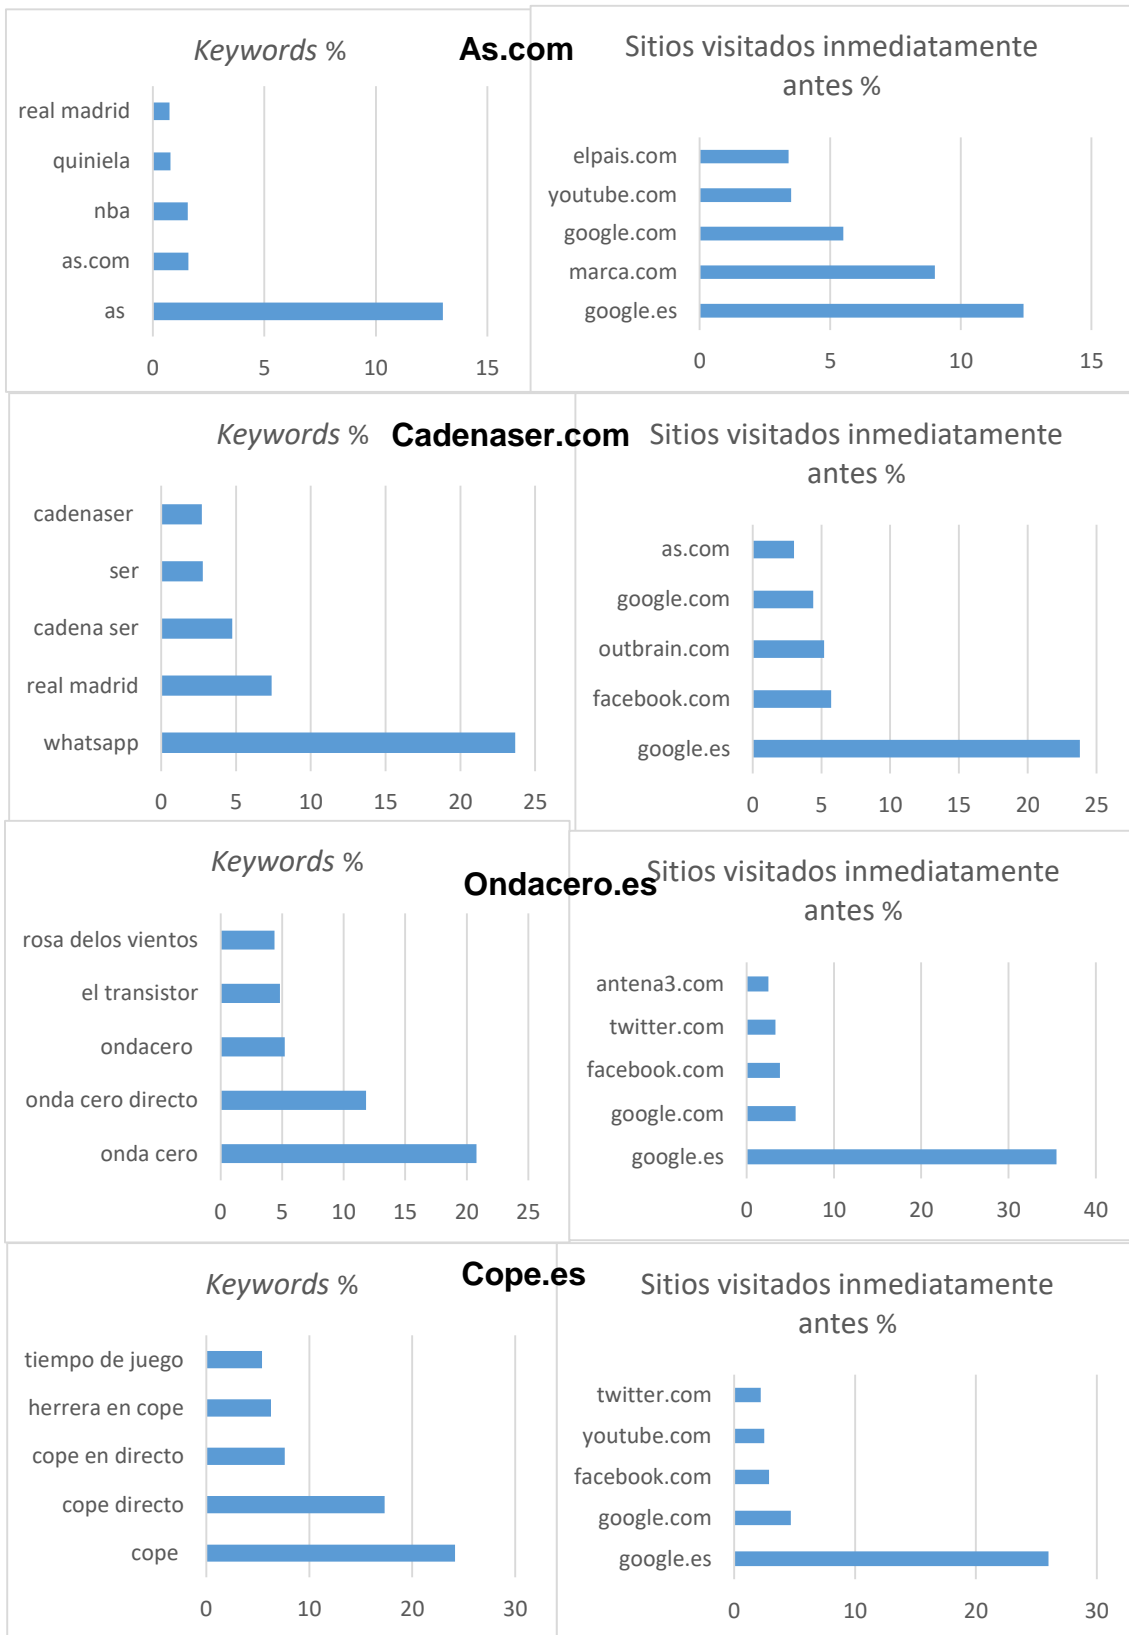 Keywords %
As.com
Sitios visitados inmediatamente
antes %
real madrid
quiniela
nba
as.com
as
0 5 10 15
elpais.com
youtube.com
google.com
marca.com
google.es
0 5 10 15
Keywords %
Cadenaser.com
Sitios visitados inmediatamente
antes %
cadenaser
ser
cadena ser
real madrid
whatsapp
0 5 10 15 20 25
as.com
google.com
outbrain.com
facebook.com
google.es
0 5 10 15 20 25
Keywords %
Ondacero.es
Sitios visitados inmediatamente
antes %
rosa delos vientos
el transistor
ondacero
onda cero directo
onda cero
0 5 10 15 20 25
antena3.com
twitter.com
facebook.com
google.com
google.es
0 10 20 30 40
Keywords %
Cope.es
Sitios visitados inmediatamente
antes %
tiempo de juego
herrera en cope
cope en directo
cope directo
cope
0 10 20 30
twitter.com
youtube.com
facebook.com
google.com
google.es
0 10 20 30